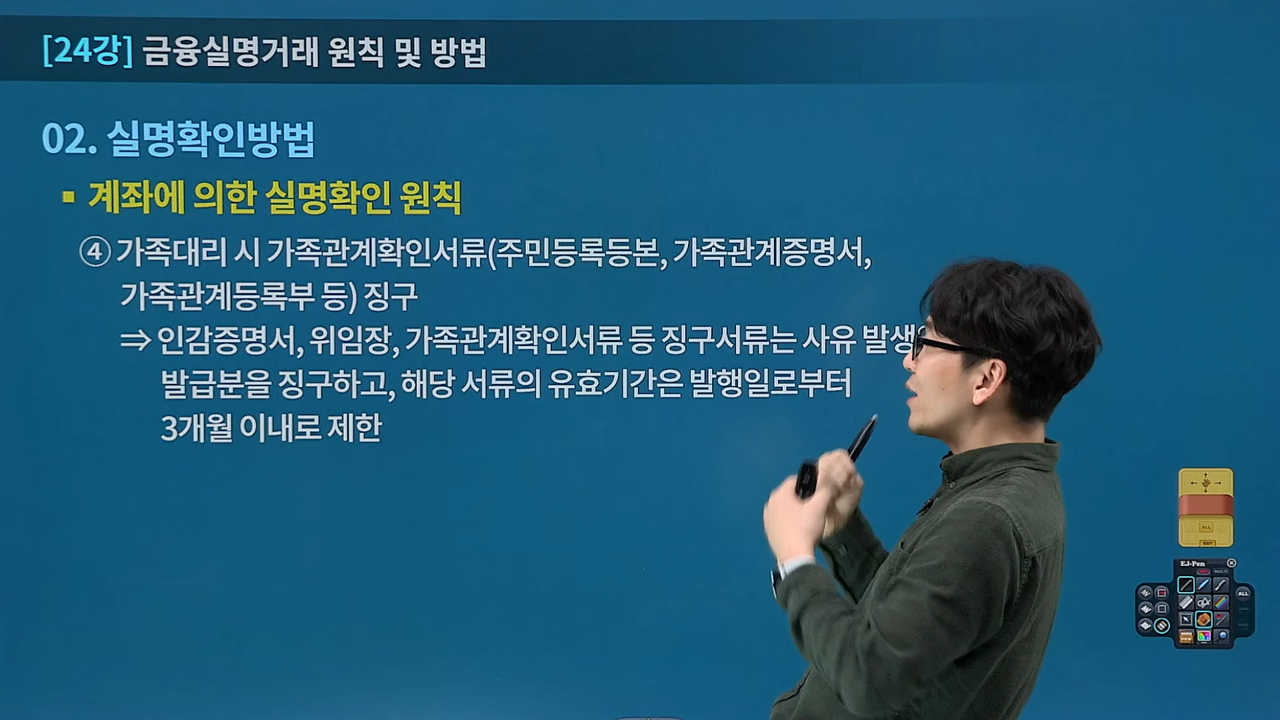 [24강] 금융실명거래 원칙 및 방법
02. 실명확인방법
▪ 계좌에 의한 실명확인 원칙
④ 가족대리 시 가족관계확인서류(주민등록등본, 가족관계증명서,
가족관계등록부 등) 징구
⇒ 인감증명서, 위임장, 가족관계확인서류 등 징구서류는 사유 발생
발급분을 징구하고, 해당 서류의 유효기간은 발행일로부터
3개월 이내로 제한
ALL
EXIT
EJ-Pen
ALL